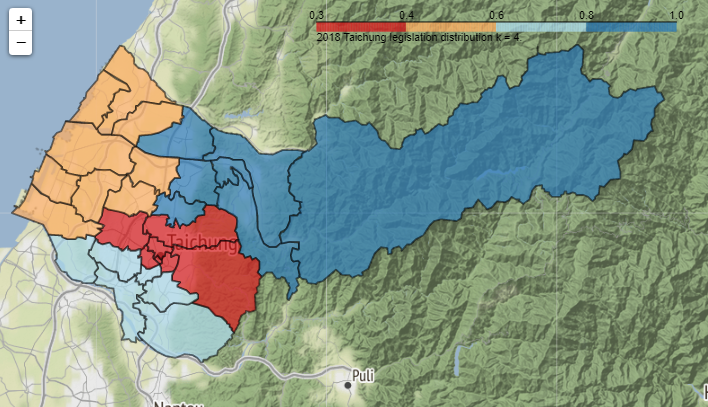 +
−
0.3 0.4 0.6 0.8 1.0
2018 Taichung legislation distribution k = 4
Taichung
Puli
Nantou